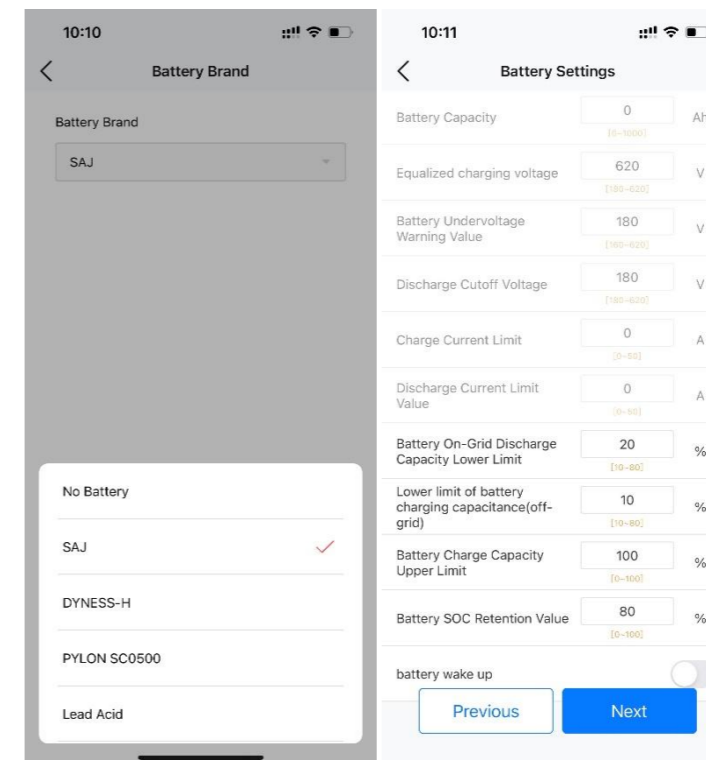 10:10
Battery Brand
Battery Brand
SAJ
No Battery
SAJ
DYNESS-H
PYLON SC0500
Lead Acid
10:11
Battery Settings
Battery Capacity 0 Ah
[0~1000]
Equalized charging voltage 620 V
[180~620]
Battery Undervoltage
Warning Value 180 V
[160~620]
Discharge Cutoff Voltage 180 V
[180~620]
Charge Current Limit 0 A
[0~50]
Discharge Current Limit
Value 0 A
[0~50]
Battery On-Grid Discharge
Capacity Lower Limit 20 %
[10~80]
Lower limit of battery
charging capacitance(off-
grid) 10 %
[10~80]
Battery Charge Capacity
Upper Limit 100 %
[0~100]
Battery SOC Retention Value 80 %
[0~100]
battery wake up
Previous Next